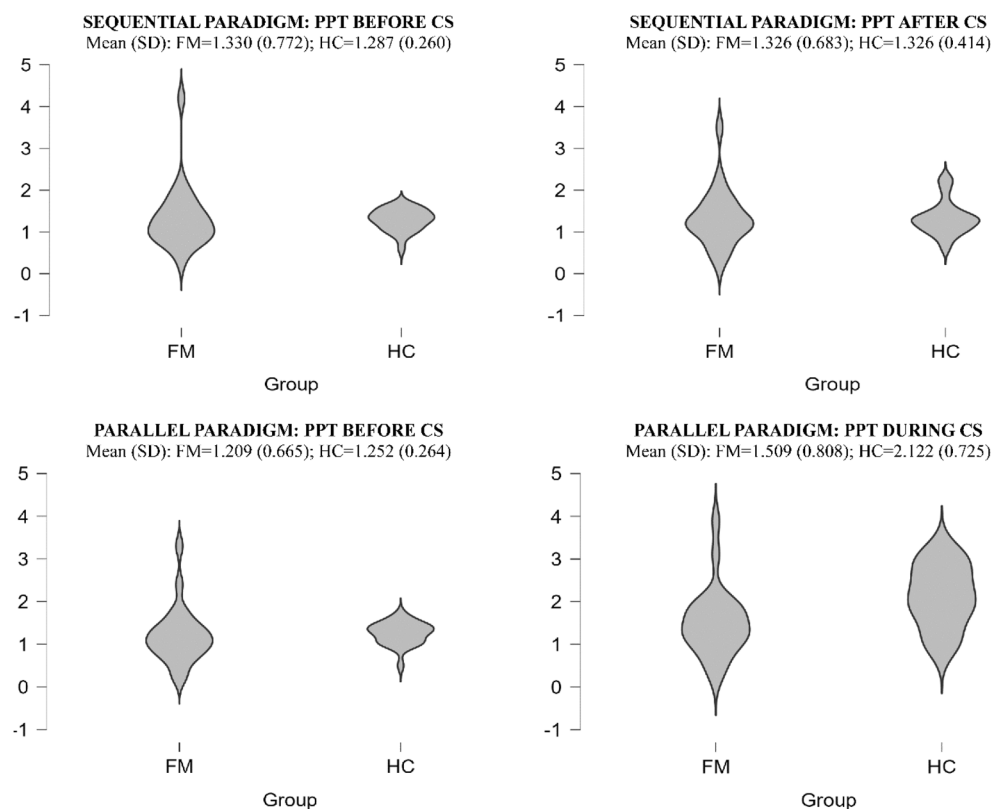 SEQUENTIAL PARADIGM: PPT BEFORE CS
Mean (SD): FM=1.330 (0.772); HC=1.287 (0.260)
5
4
3
2
1
0
-1
FM
HC
Group
SEQUENTIAL PARADIGM: PPT AFTER CS
Mean (SD): FM=1.326 (0.683); HC=1.326 (0.414)
5
4
3
2
1
0
-1
FM
HC
Group
PARALLEL PARADIGM: PPT BEFORE CS
Mean (SD): FM=1.209 (0.665); HC=1.252 (0.264)
5
4
3
2
1
0
-1
FM
HC
Group
PARALLEL PARADIGM: PPT DURING CS
Mean (SD): FM=1.509 (0.808); HC=2.122 (0.725)
5
4
3
2
1
0
-1
FM
HC
Group